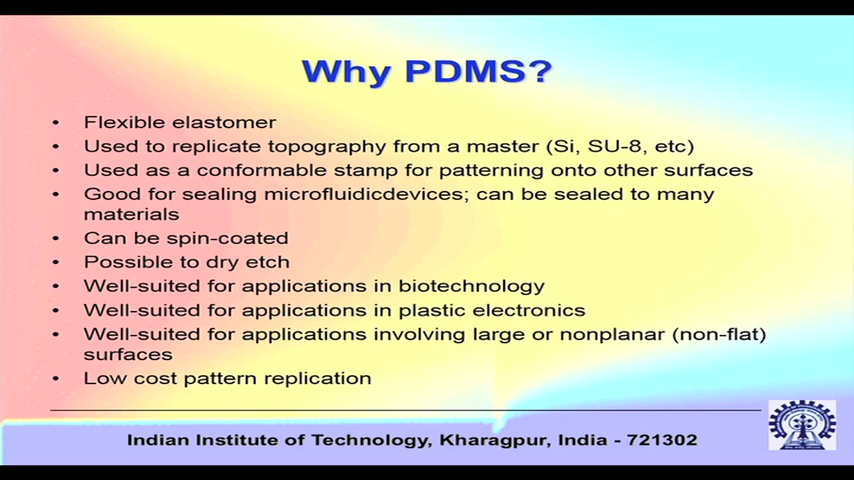 Why PDMS?
• Flexible elastomer
• Used to replicate topography from a master (Si, SU-8, etc)
• Used as a conformable stamp for patterning onto other surfaces
• Good for sealing microfluidicdevices; can be sealed to many
materials
• Can be spin-coated
• Possible to dry etch
• Well-suited for applications in biotechnology
• Well-suited for applications in plastic electronics
• Well-suited for applications involving large or nonplanar (non-flat)
surfaces
• Low cost pattern replication
Indian Institute of Technology, Kharagpur, India - 721302